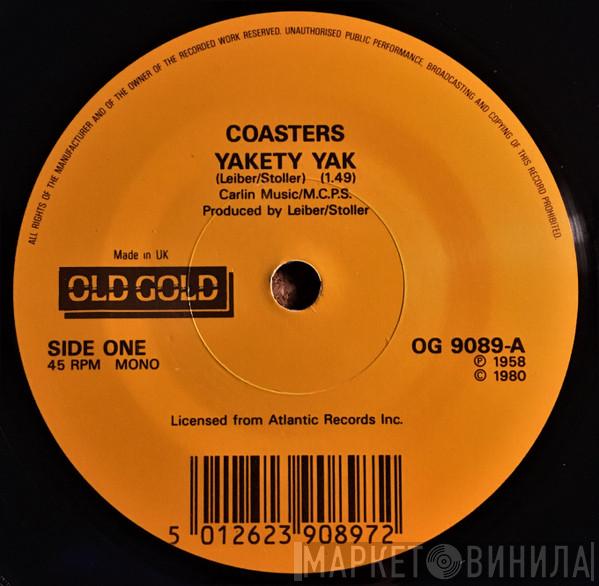 ALL RIGHTS OF THE MANUFACTURER AND OF THE OWNER OF THE RECORDED WORK RESERVED. UNAUTHORISED PUBLIC PERFORMANCE, BROADCASTING AND COPYING OF THIS RECORD PROHIBITED.
COASTERS
YAKETY YAK
(Leiber/Stoller) (1.49)
Carlin Music/M.C.P.S.
Produced by Leiber/Stoller
Made in UK
OLD GOLD
SIDE ONE
45 RPM MONO
OG 9089-A
℗ 1958
© 1980
Licensed from Atlantic Records Inc.
5 012623 908972
МАРКЕТ ВИНИЛА